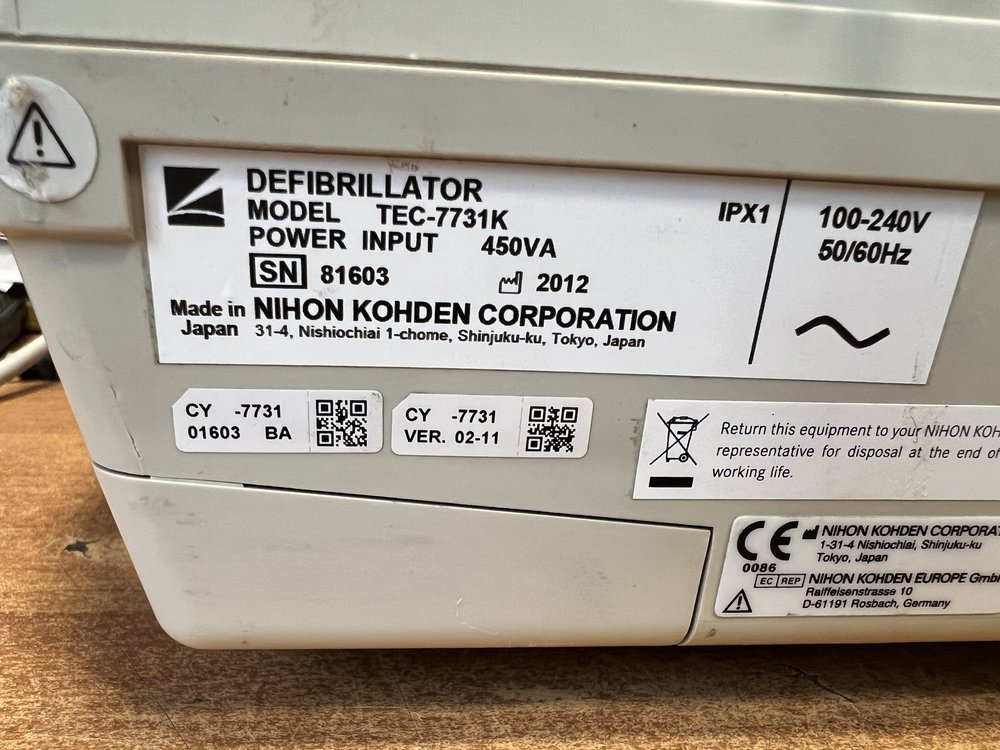 DEFIBRILLATOR
MODEL TEC-7731K
POWER INPUT 450VA
SN 81603 2012
Made in NIHON KOHDEN CORPORATION
Japan 31-4, Nishiochiai 1-chome, Shinjuku-ku, Tokyo, Japan
IPX1
100-240V
50/60Hz
CY -7731
01603 BA
CY -7731
VER. 02-11
Return this equipment to your NIHON KOH
representative for disposal at the end of
working life.
CE
0086
NIHON KOHDEN CORPORAT
1-31-4 Nishiochiai, Shinjuku-ku
Tokyo, Japan
EC REP NIHON KOHDEN EUROPE GmbH
Raiffeisenstrasse 10
D-61191 Rosbach, Germany